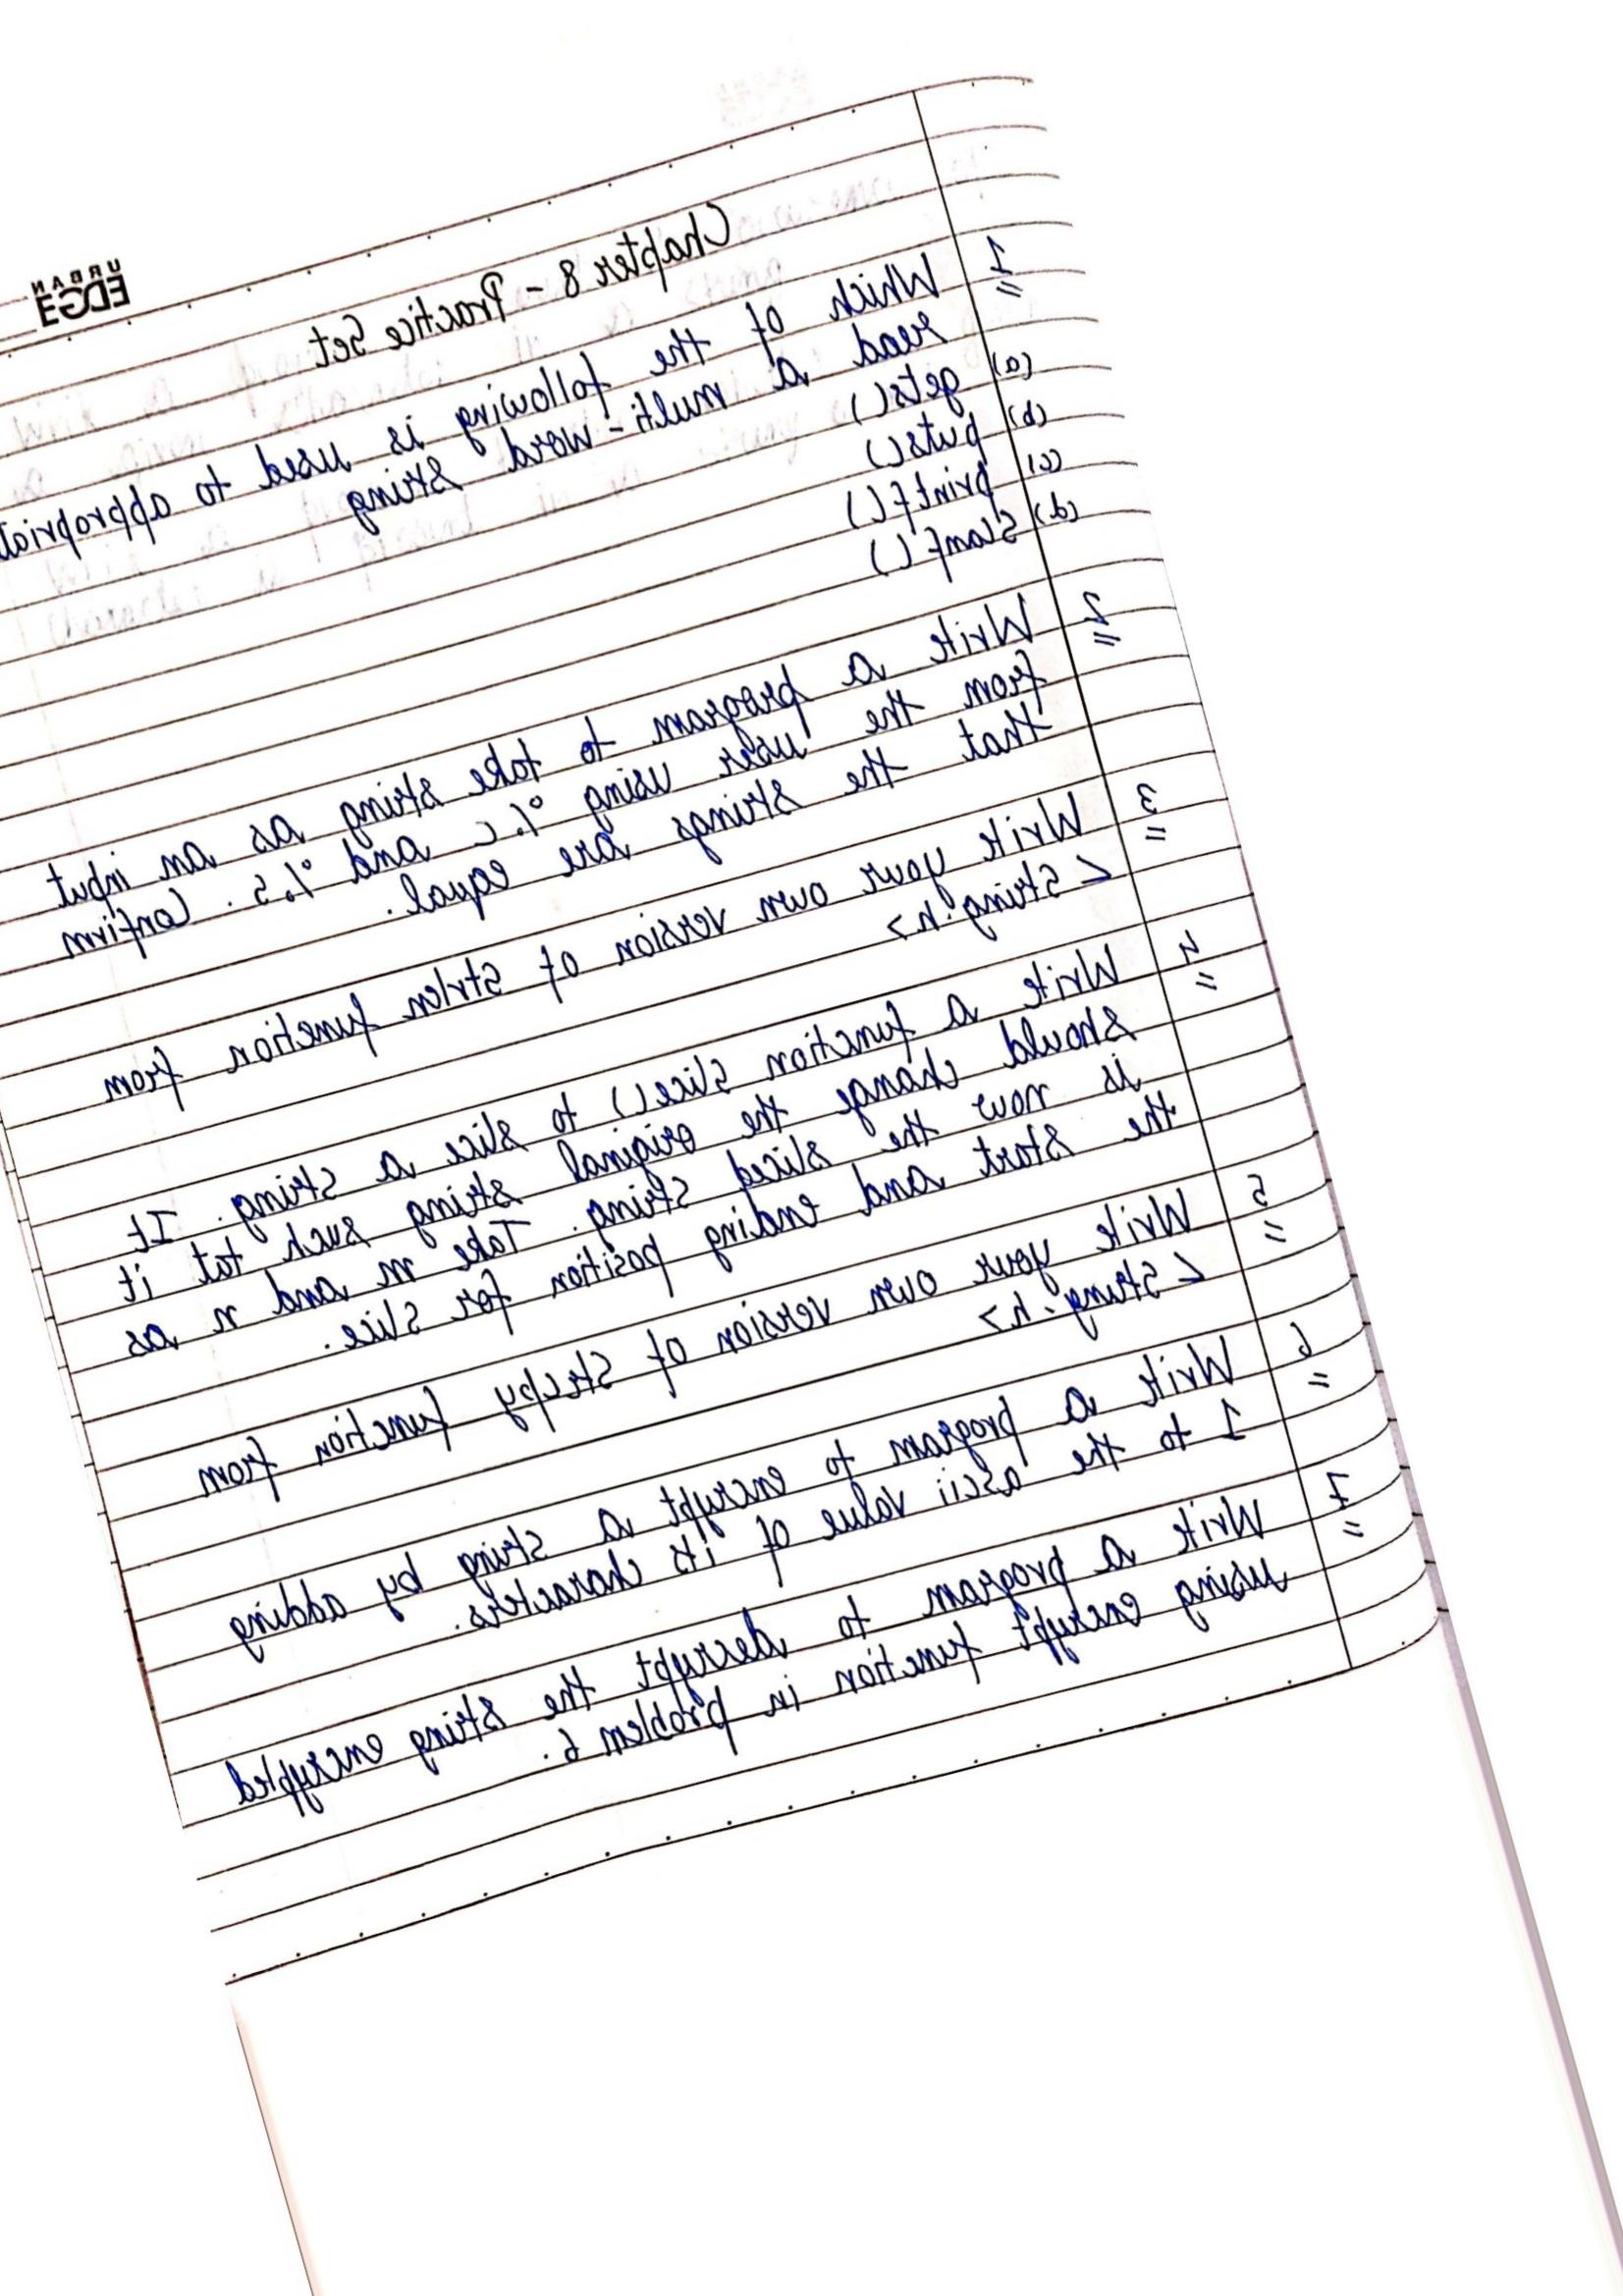 URBAN
EDGE
Chapter 8 - Practice Set
1 Which of the following is used to appropriat
read a multi-word string
(a) gets()
(b) puts()
(c) printf()
(d) Scanf()
2 Write a program to take string as an input
from the user using %c and %s. Confirm
that the strings are equal.
3 Write your own version of strlen function from
<string.h>
4 Write a function slice() to slice a string. It
should change the original string such tat it
is now the sliced string. Take m and n as
the start and ending position for slice.
5 Write your own version of strcpy function from
<string.h>
6 Write a program to encrypt a string by adding
1 to the ascii value of its characters.
7 Write a program to decrypt the string encrypted
using encrypt function in problem 6.